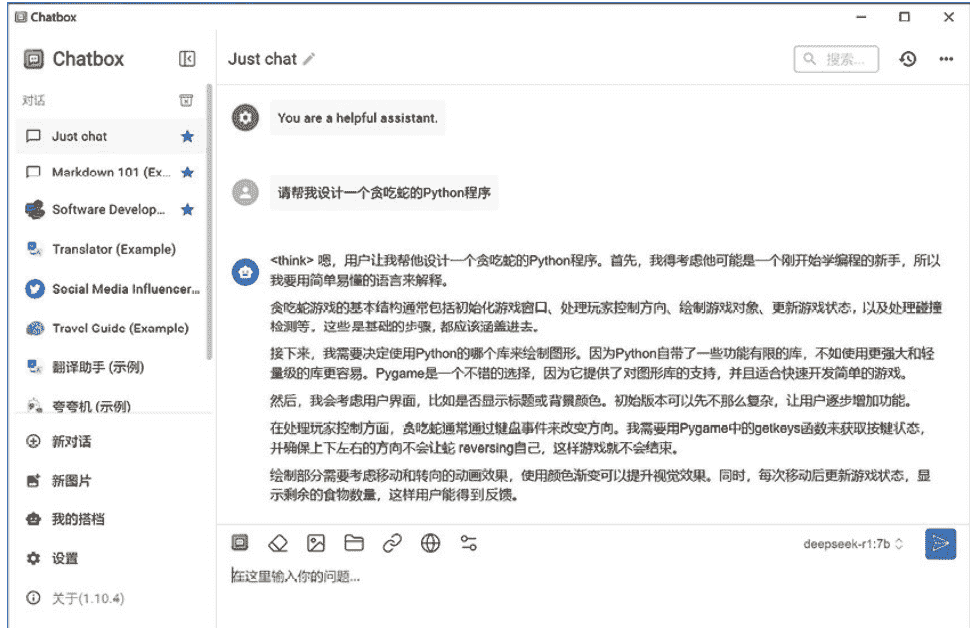 Chatbox
Chatbox
对话
Just chat
Markdown 101 (Ex...
Software Develop...
Translator (Example)
Social Media Influencer...
Travel Guide (Example)
翻译助手 (示例)
夸夸机 (示例)
新对话
新图片
我的搭档
设置
关于(1.10.4)
Just chat
搜索...
You are a helpful assistant.
请帮我设计一个贪吃蛇的Python程序
<think> 嗯，用户让我帮他设计一个贪吃蛇的Python程序。首先，我得考虑他可能是一个刚开始学编程的新手，所以
我要用简单易懂的语言来解释。
贪吃蛇游戏的基本结构通常包括初始化游戏窗口、处理玩家控制方向、绘制游戏对象、更新游戏状态，以及处理碰撞
检测等，这些是基础的步骤, 都应该涵盖进去。
接下来，我需要决定使用Python的哪个库来绘制图形。因为Python自带了一些功能有限的库，不如使用更强大和轻
量级的库更容易。Pygame是一个不错的选择，因为它提供了对图形库的支持，并且适合快速开发简单的游戏。
然后，我会考虑用户界面，比如是否显示标题或背景颜色。初始版本可以先不那么复杂，让用户逐步增加功能。
在处理玩家控制方面，贪吃蛇通常通过键盘事件来改变方向。我需要用Pygame中的getkeys函数来获取按键状态，
并确保上下左右的方向不会让蛇 reversing自己，这样游戏就不会结束。
绘制部分需要考虑移动和转向的动画效果，使用颜色渐变可以提升视觉效果。同时，每次移动后更新游戏状态，显
示剩余的食物数量，这样用户能得到反馈。
deepseek-r1:7b
在这里输入你的问题...